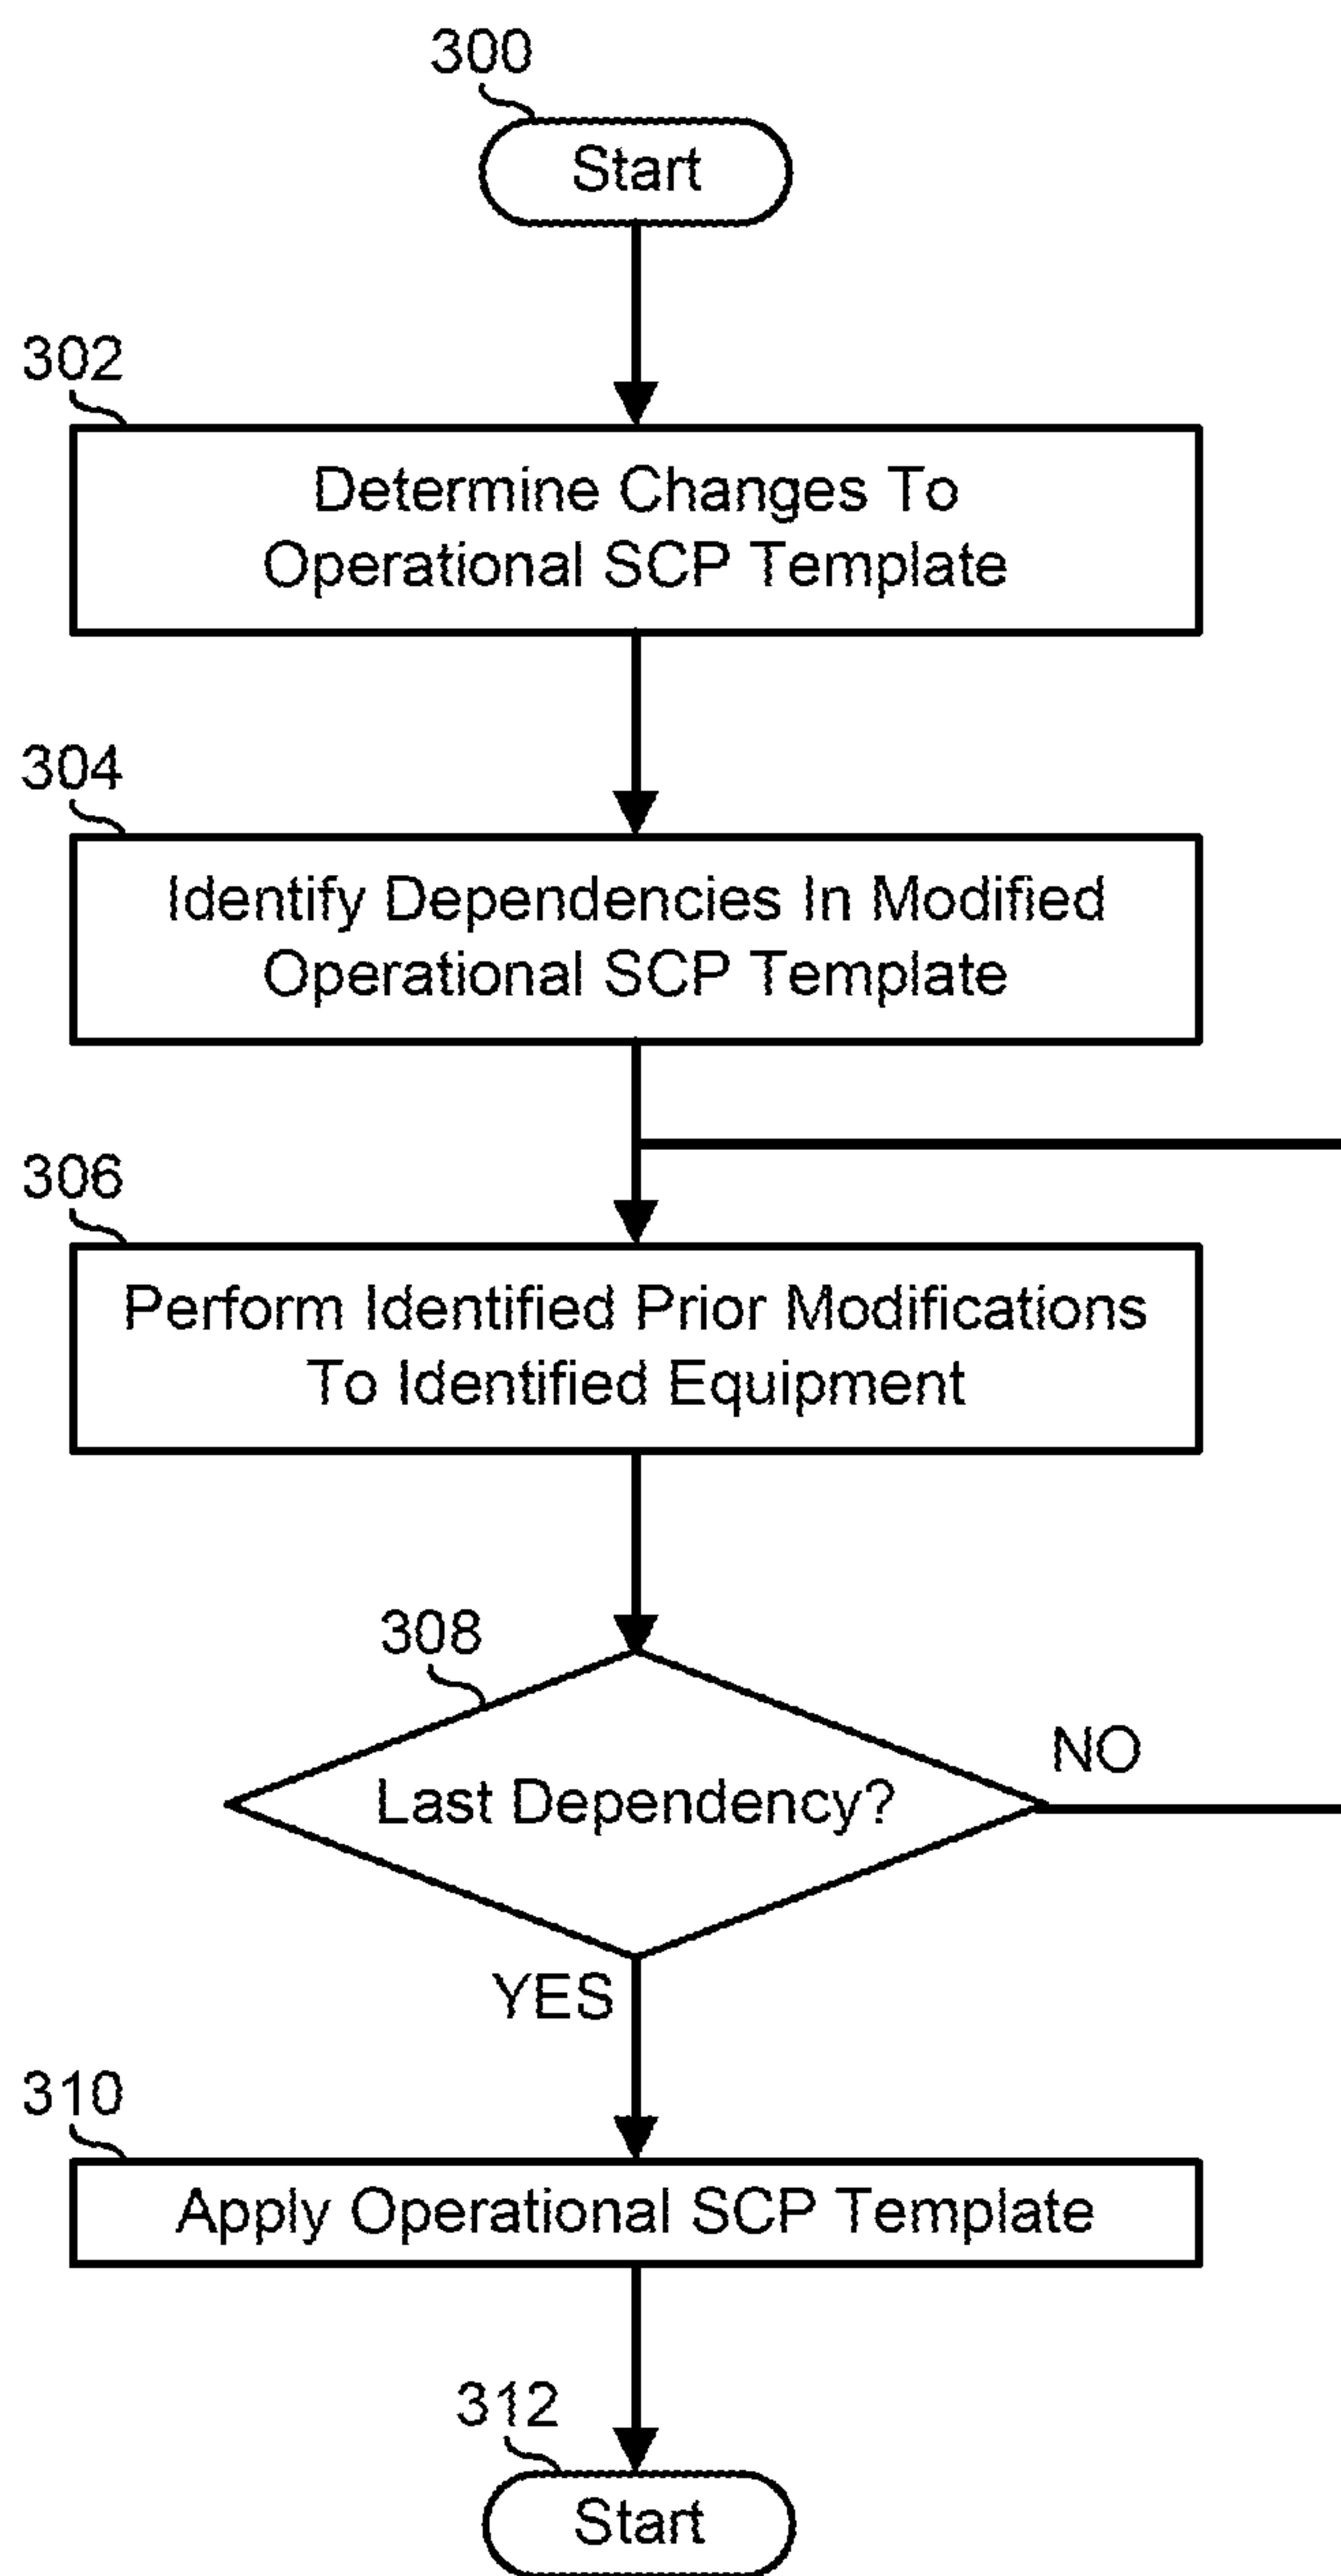 300
Start
302
Determine Changes To
Operational SCP Template
304
Identify Dependencies In Modified
Operational SCP Template
306
Perform Identified Prior Modifications
To Identified Equipment
308
Last Dependency?
NO
YES
310
Apply Operational SCP Template
312
Start